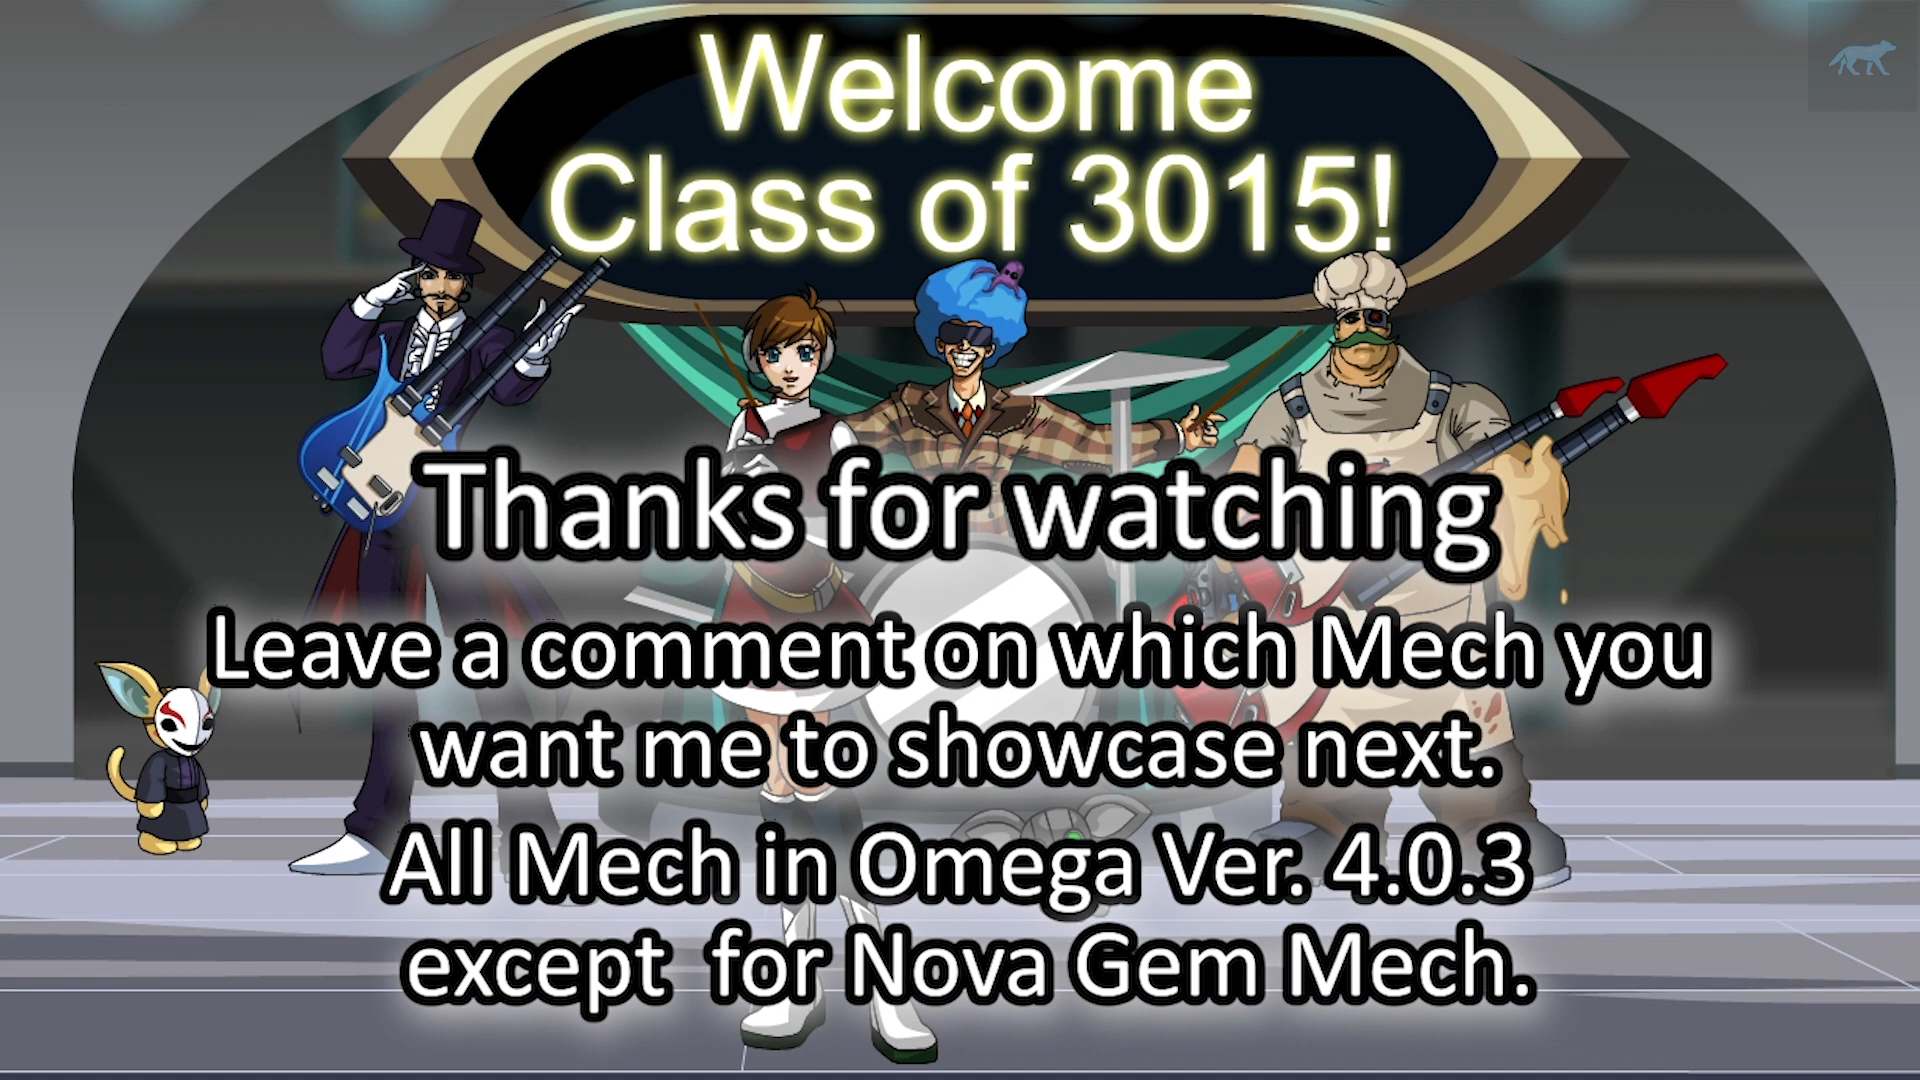 Welcome
Class of 3015!
Thanks for watching
Leave a comment on which Mech you
want me to showcase next.
All Mech in Omega Ver. 4.0.3
except for Nova Gem Mech.